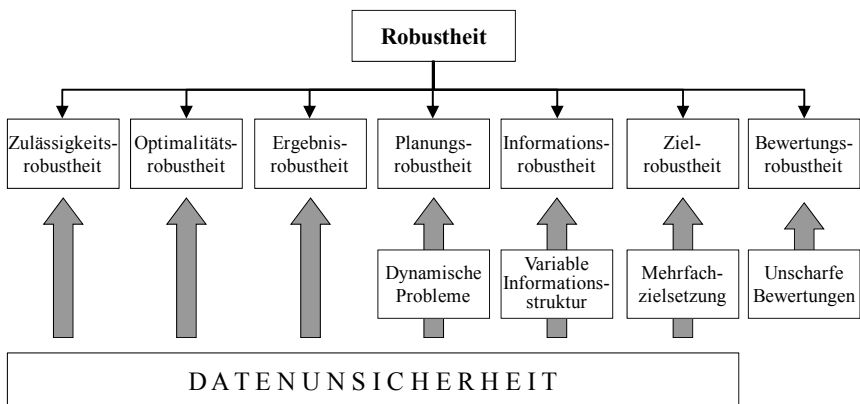 Robustheit
Zulässigkeits-
robustheit
Optimalitäts-
robustheit
Ergebnis-
robustheit
Planungs-
robustheit
Informations-
robustheit
Ziel-
robustheit
Bewertungs-
robustheit
Dynamische
Probleme
Variable
Informations-
struktur
Mehrfach-
zielsetzung
Unscharfe
Bewertungen
DATENUNSICHERHEIT